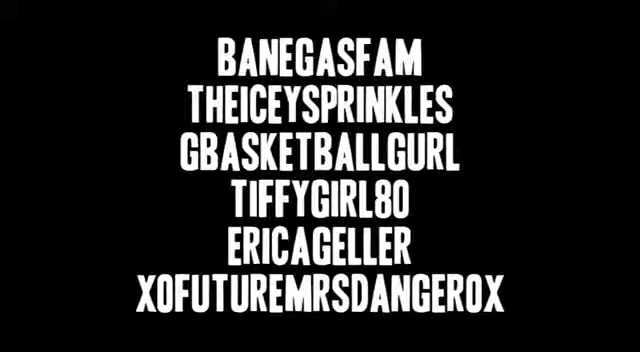 BANEGASFAM
THEICEYSPRINKLES
GBASKETBALLGURL
TIFFYGIRL80
ERICAGELLER
XOFUTUREMRSDANGEROX